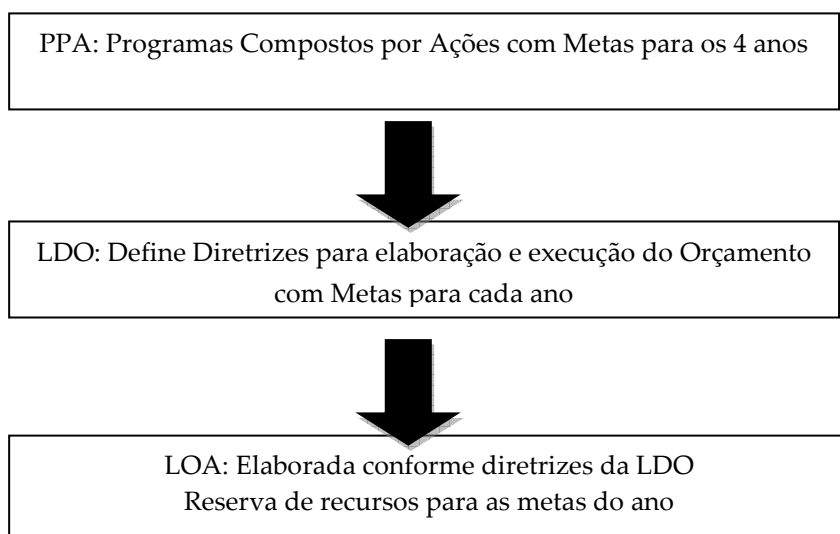 PPA: Programas Compostos por Ações com Metas para os 4 anos
LDO: Define Diretrizes para elaboração e execução do Orçamento
com Metas para cada ano
LOA: Elaborada conforme diretrizes da LDO
Reserva de recursos para as metas do ano